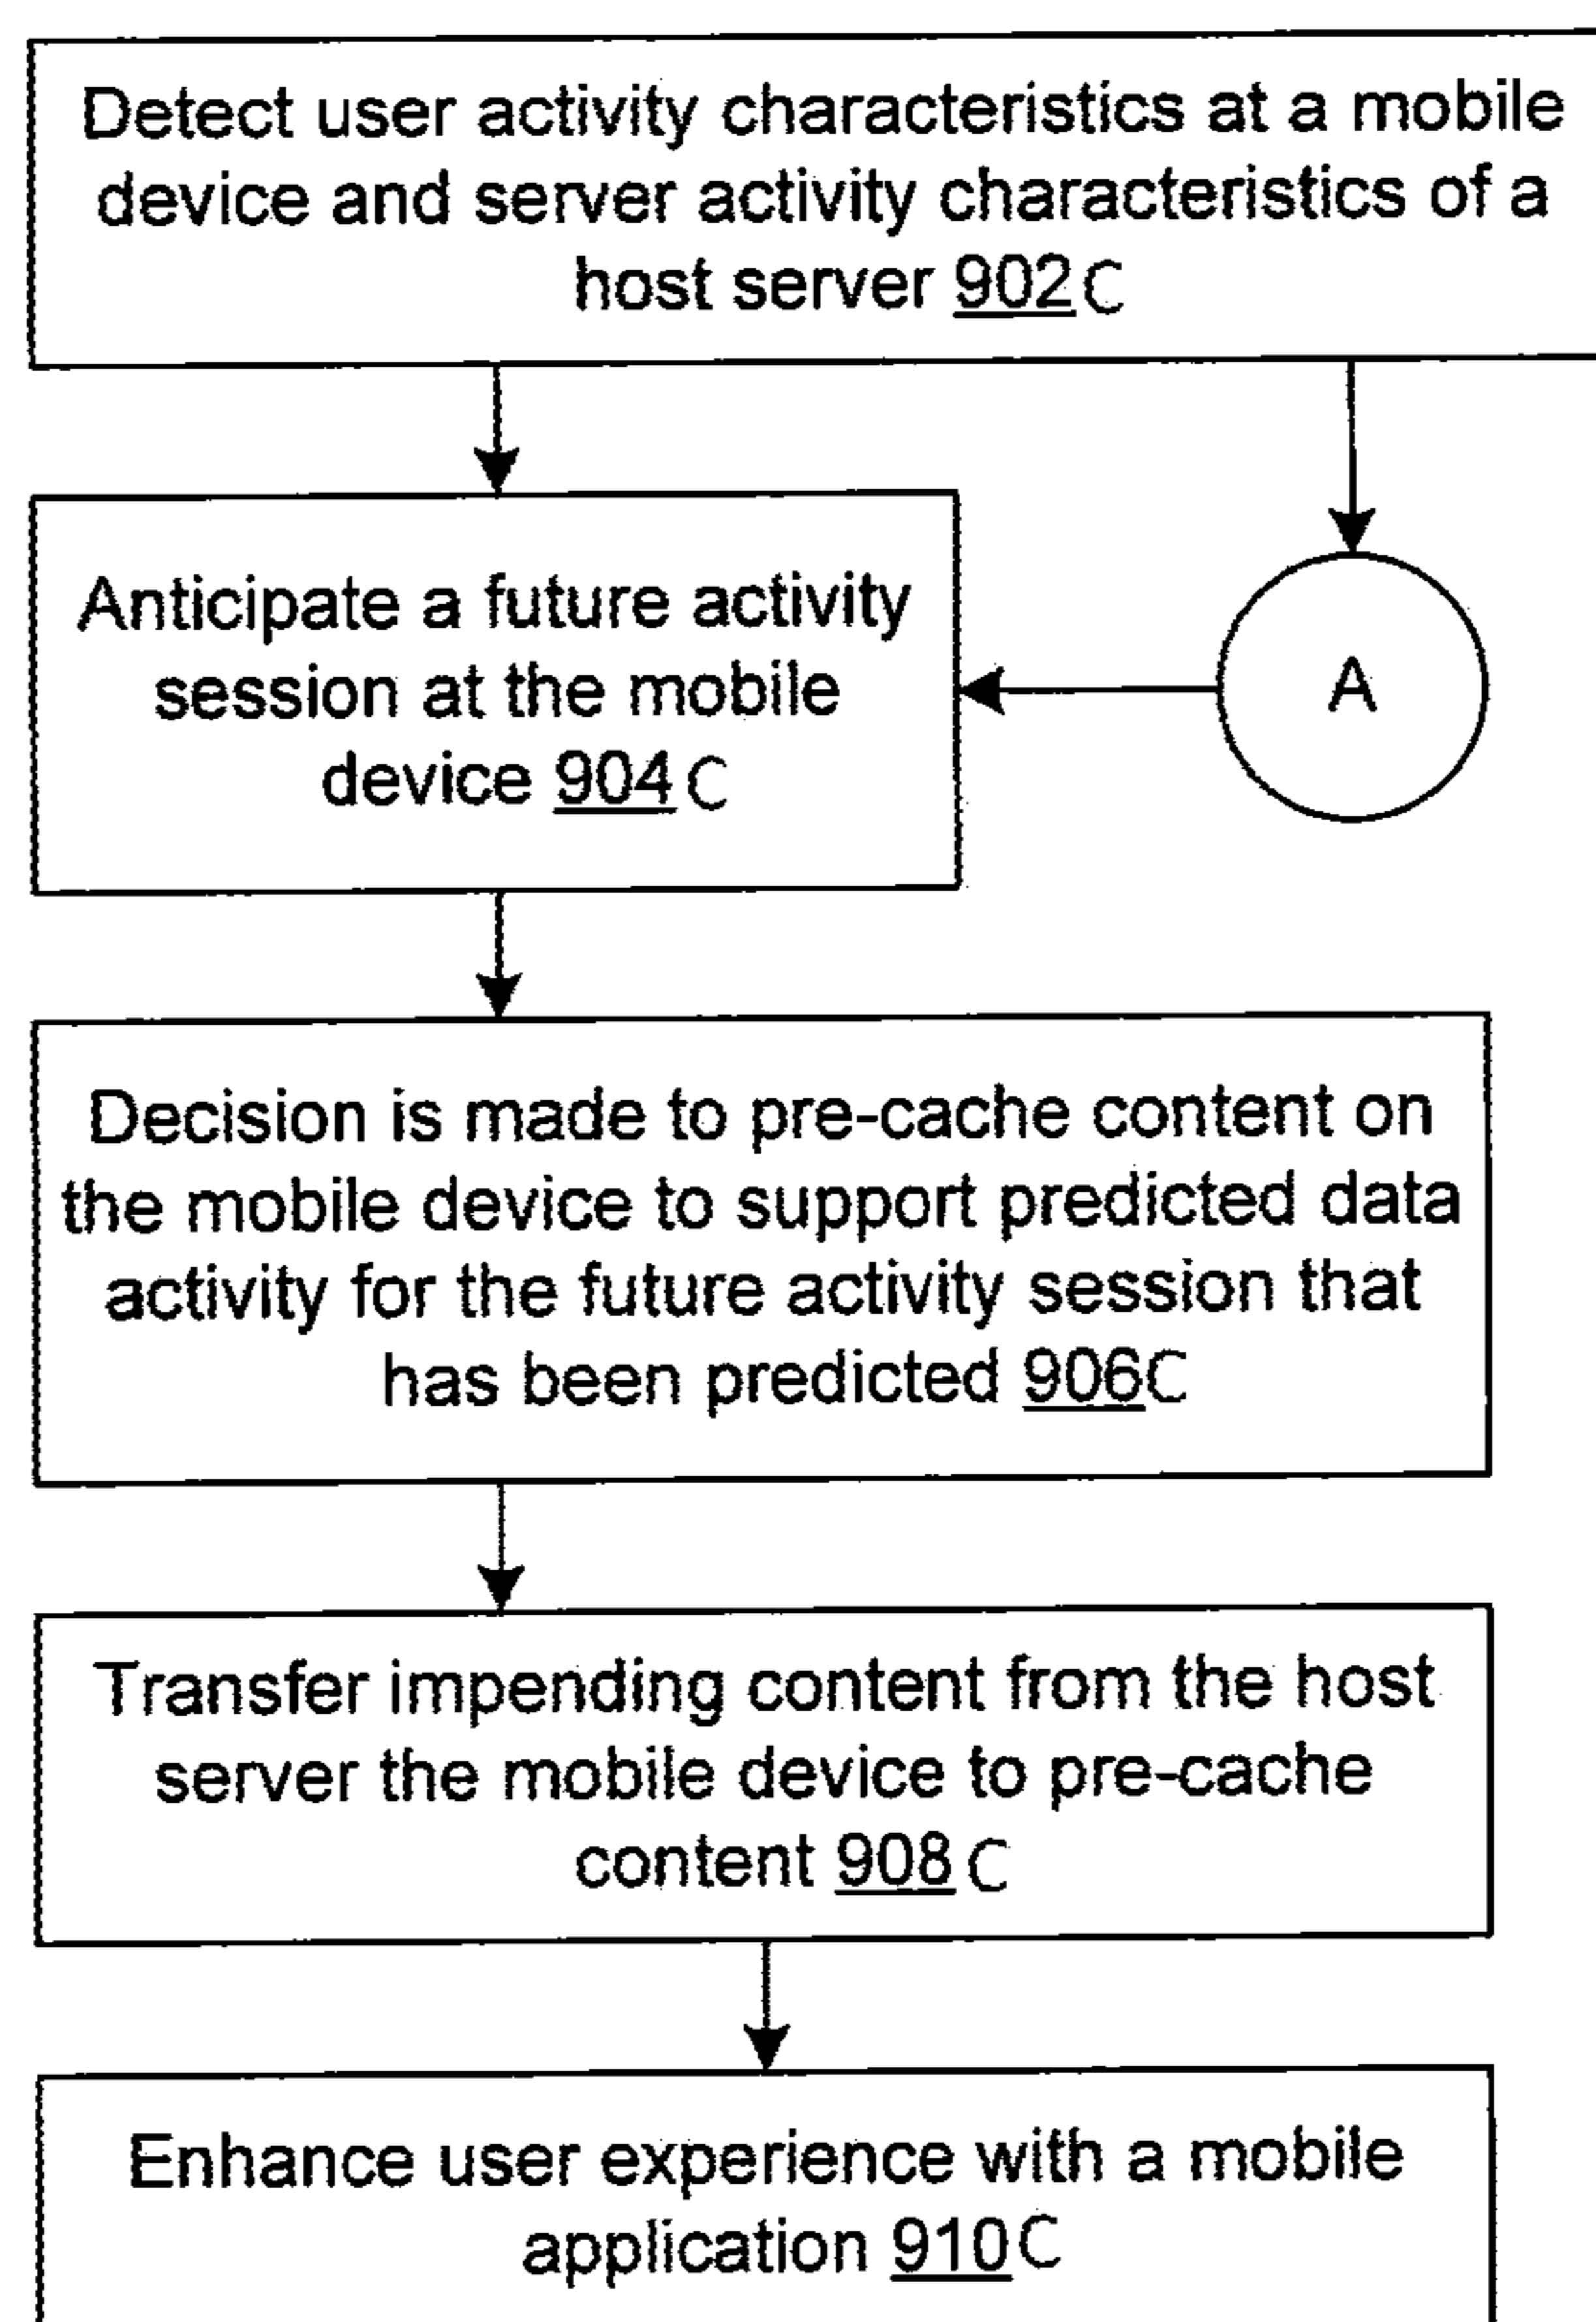 Detect user activity characteristics at a mobile
device and server activity characteristics of a
host server 902C
Anticipate a future activity
session at the mobile
device 904C
A
Decision is made to pre-cache content on
the mobile device to support predicted data
activity for the future activity session that
has been predicted 906C
Transfer impending content from the host
server the mobile device to pre-cache
content 908C
Enhance user experience with a mobile
application 910C